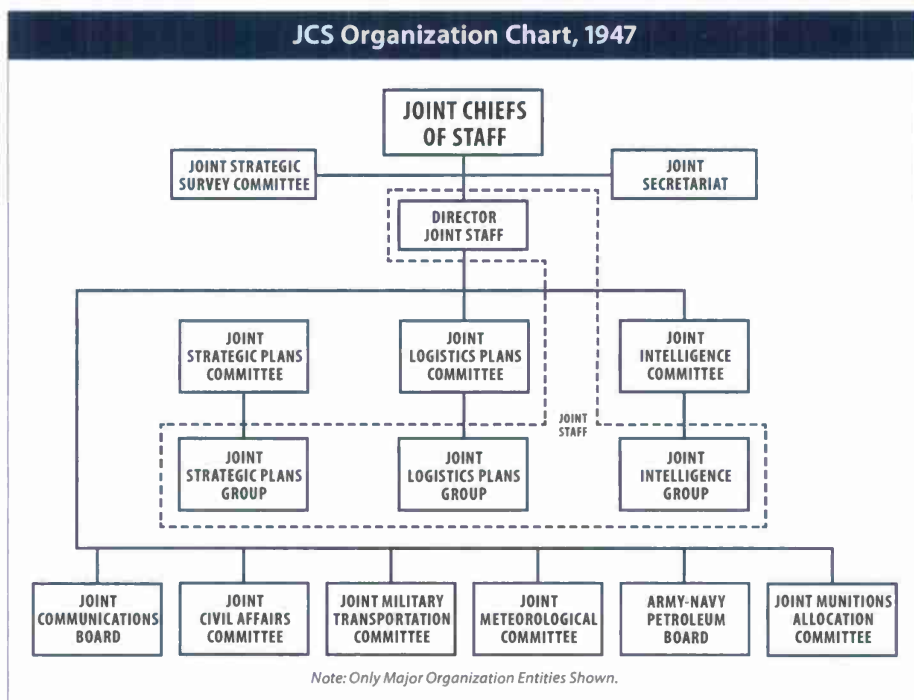 JCS Organization Chart, 1947
JOINT CHIEFS
OF STAFF
JOINT STRATEGIC
SURVEY COMMITTEE
JOINT
SECRETARIAT
DIRECTOR
JOINT STAFF
JOINT
STRATEGIC PLANS
COMMITTEE
JOINT
LOGISTICS PLANS
COMMITTEE
JOINT
INTELLIGENCE
COMMITTEE
JOINT
STAFF
JOINT
STRATEGIC PLANS
GROUP
JOINT
LOGISTICS PLANS
GROUP
JOINT
INTELLIGENCE
GROUP
JOINT
COMMUNICATIONS
BOARD
JOINT
CIVIL AFFAIRS
COMMITTEE
JOINT MILITARY
TRANSPORTATION
COMMITTEE
JOINT
METEOROLOGICAL
COMMITTEE
ARMY-NAVY
PETROLEUM
BOARD
JOINT MUNITIONS
ALLOCATION
COMMITTEE
Note: Only Major Organization Entities Shown.